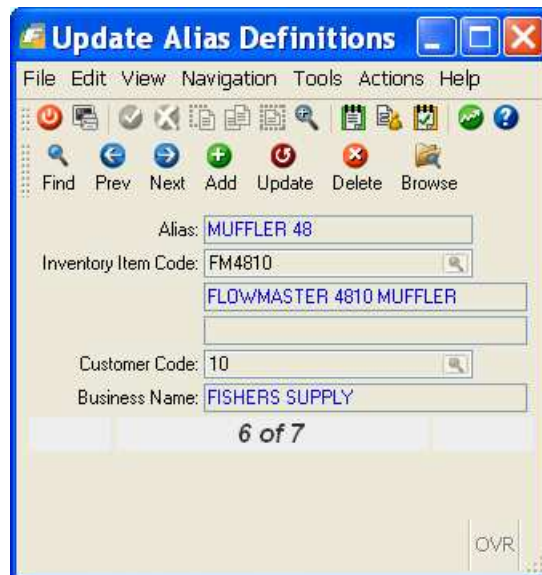 Update Alias Definitions
File Edit View Navigation Tools Actions Help
Find Prev Next Add Update Delete Browse
Alias: MUFFLER 48
Inventory Item Code: FM4810
FLOWMASTER 4810 MUFFLER
Customer Code: 10
Business Name: FISHERS SUPPLY
6 of 7
OVR